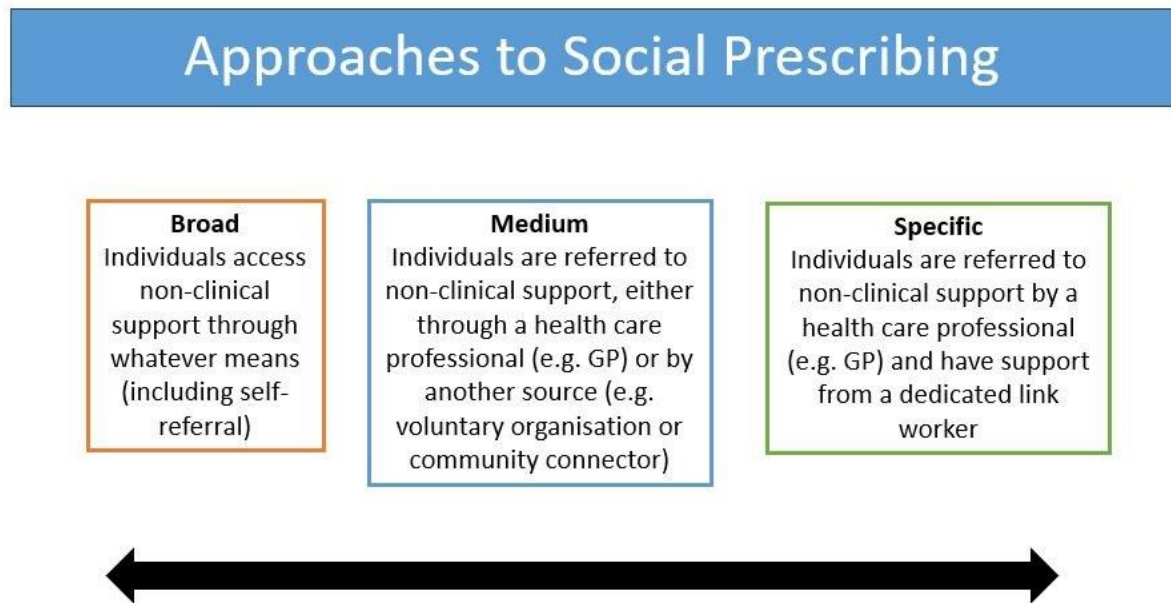 Approaches to Social Prescribing
Broad
Individuals access
non-clinical
support through
whatever means
(including self-
referral)
Medium
Individuals are referred to
non-clinical support, either
through a health care
professional (e.g. GP) or by
another source (e.g.
voluntary organisation or
community connector)
Specific
Individuals are referred to
non-clinical support by a
health care professional
(e.g. GP) and have support
from a dedicated link
worker